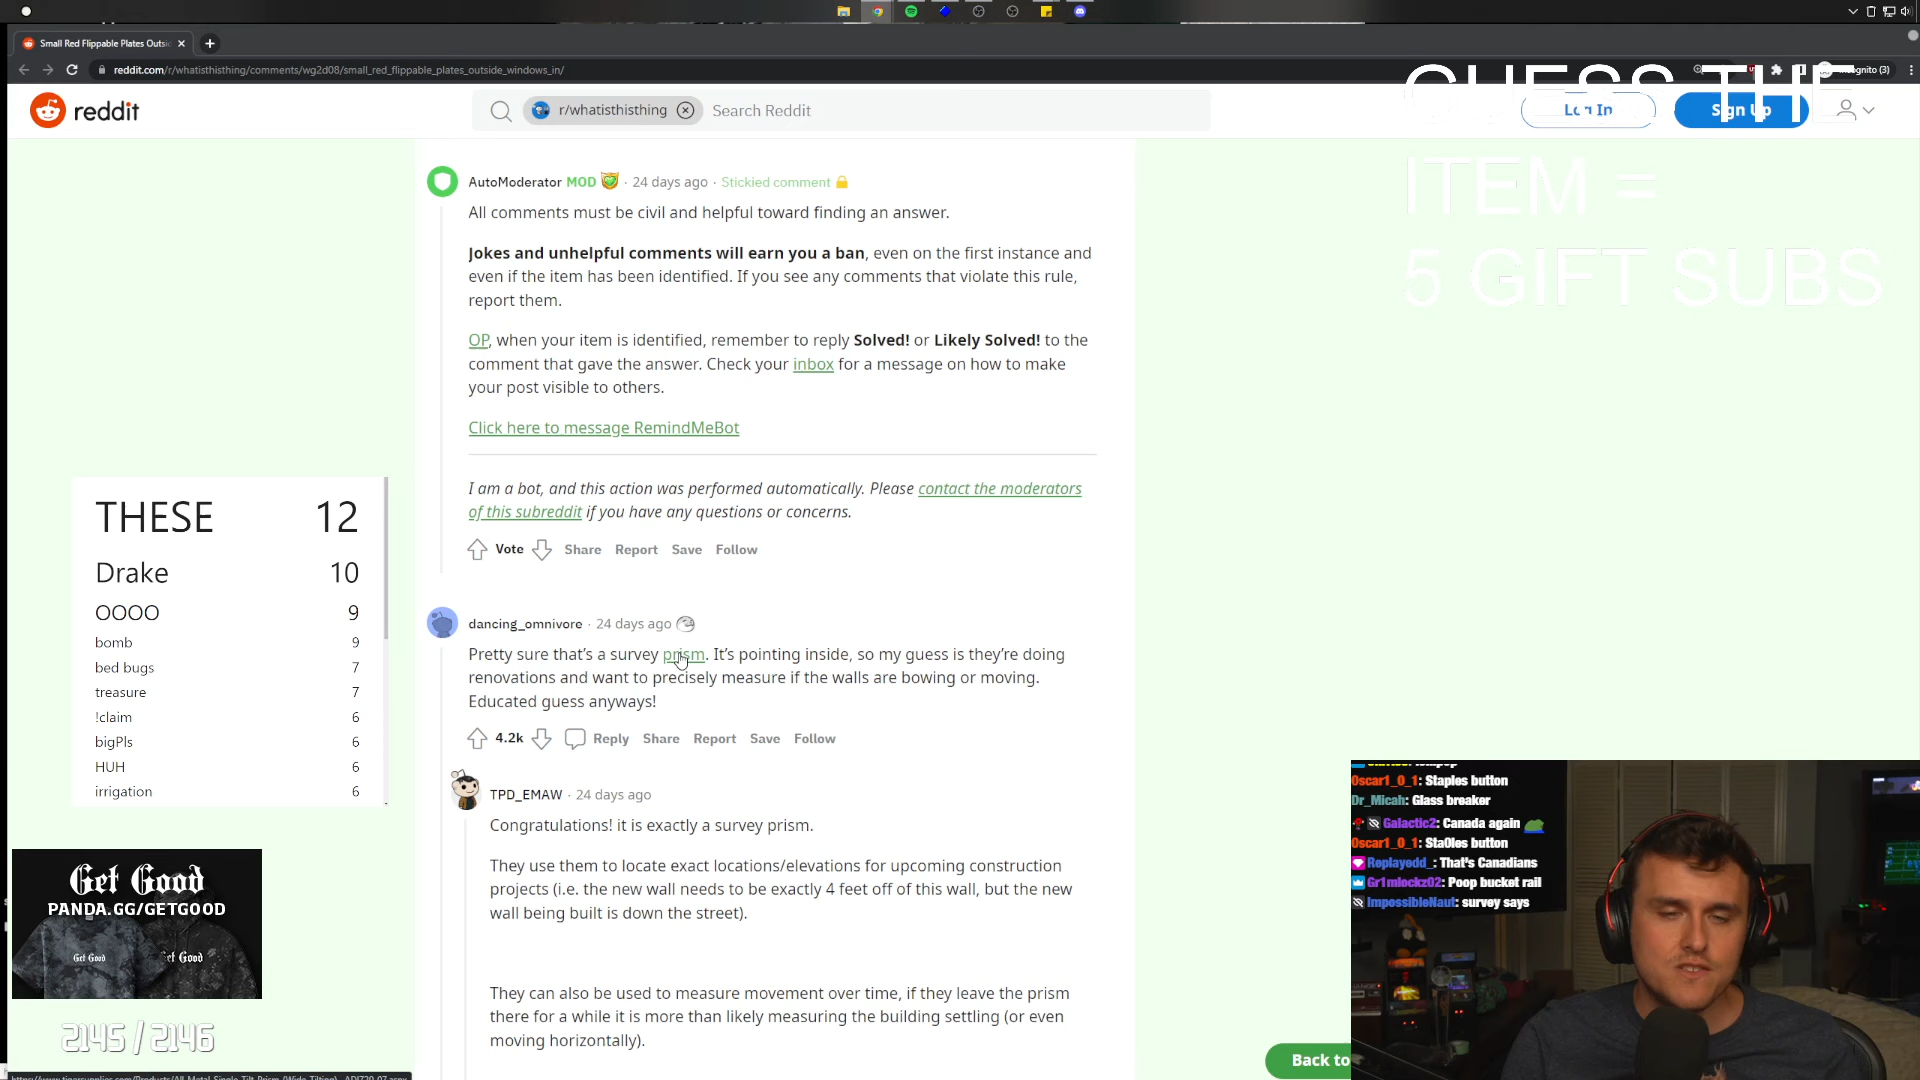 Small Red Flippable Plates Outsi
reddit.com/r/whatisthisthing/comments/wg2d08/small_red_flippable_plates_outside_windows_in/
Incognito (3)
reddit
r/whatisthisthing
Search Reddit
Log In
Sign Up
GUESS THE
ITEM =
5 GIFT SUBS
AutoModerator MOD · 24 days ago · Stickied comment
All comments must be civil and helpful toward finding an answer.
Jokes and unhelpful comments will earn you a ban, even on the first instance and
even if the item has been identified. If you see any comments that violate this rule,
report them.
OP, when your item is identified, remember to reply Solved! or Likely Solved! to the
comment that gave the answer. Check your inbox for a message on how to make
your post visible to others.
Click here to message RemindMeBot
I am a bot, and this action was performed automatically. Please contact the moderators
of this subreddit if you have any questions or concerns.
Vote Share Report Save Follow
dancing_omnivore · 24 days ago
Pretty sure that's a survey prism. It's pointing inside, so my guess is they're doing
renovations and want to precisely measure if the walls are bowing or moving.
Educated guess anyways!
4.2k Reply Share Report Save Follow
TPD_EMAW · 24 days ago
Congratulations! it is exactly a survey prism.
They use them to locate exact locations/elevations for upcoming construction
projects (i.e. the new wall needs to be exactly 4 feet off of this wall, but the new
wall being built is down the street).
They can also be used to measure movement over time, if they leave the prism
there for a while it is more than likely measuring the building settling (or even
moving horizontally).
Back to
THESE 12
Drake 10
OOOO 9
bomb 9
bed bugs 7
treasure 7
!claim 6
bigPls 6
HUH 6
irrigation 6
Get Good
PANDA.GG/GETGOOD
Get Good
Get Good
2145 / 2146
Oscar1_0_1: Staples button
Dr_Micah: Glass breaker
Galactic2: Canada again
Oscar1_0_1: Sta0les button
Replayedd_: That's Canadians
Gr1mlockz02: Poop bucket rail
ImpossibleNaut: survey says